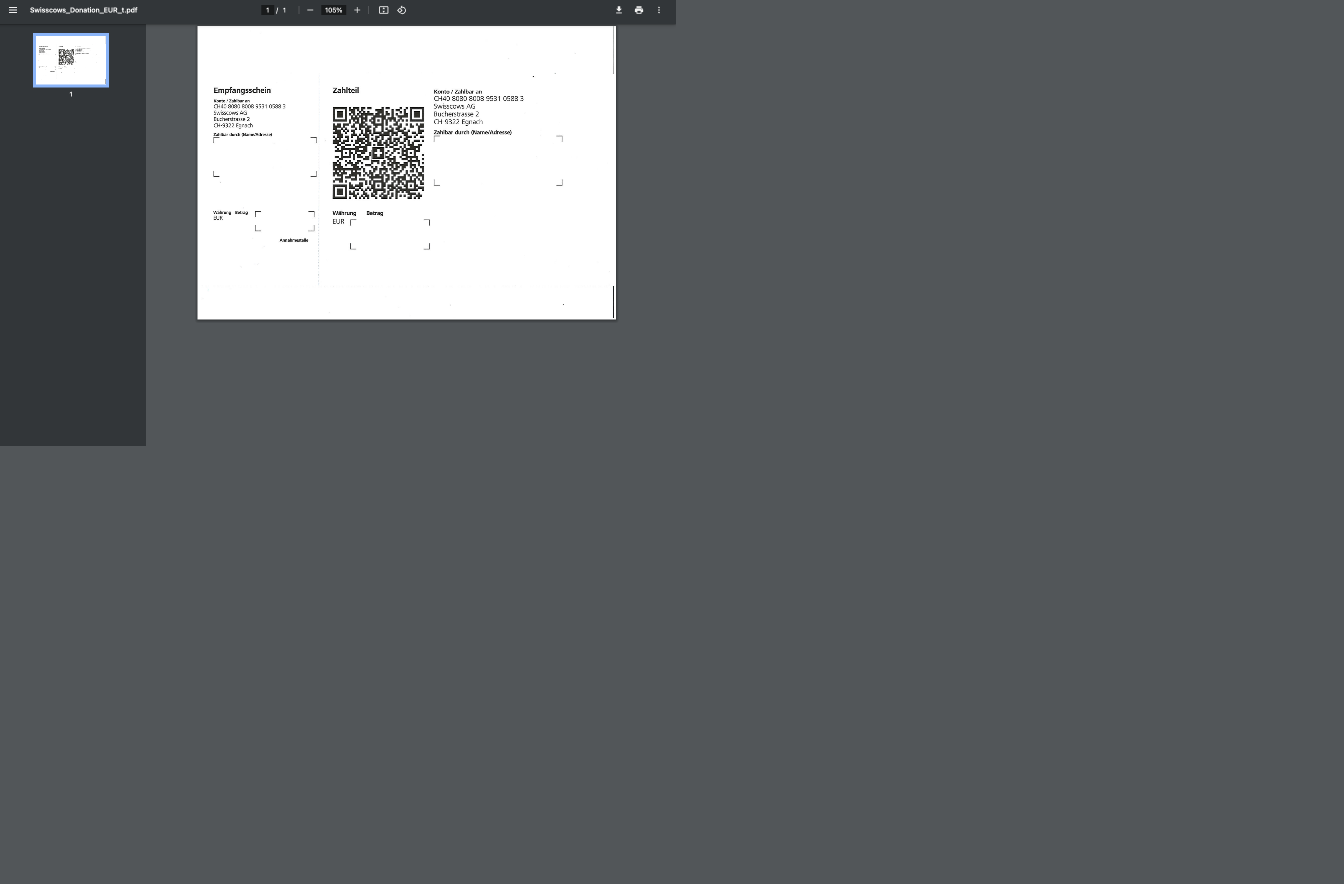 Swisscows_Donation_EUR_t.pdf
1 / 1
105%
1
Empfangsschein
Konto / Zahlbar an
CH40 8080 8008 9531 0588 3
Swisscows AG
Bucherstrasse 2
CH-9322 Egnach
Zahlbar durch (Name/Adresse)
Währung Betrag
EUR
Annahmestelle
Zahlteil
Währung Betrag
EUR
Konto / Zahlbar an
CH40 8080 8008 9531 0588 3
Swisscows AG
Bucherstrasse 2
CH-9322 Egnach
Zahlbar durch (Name/Adresse)